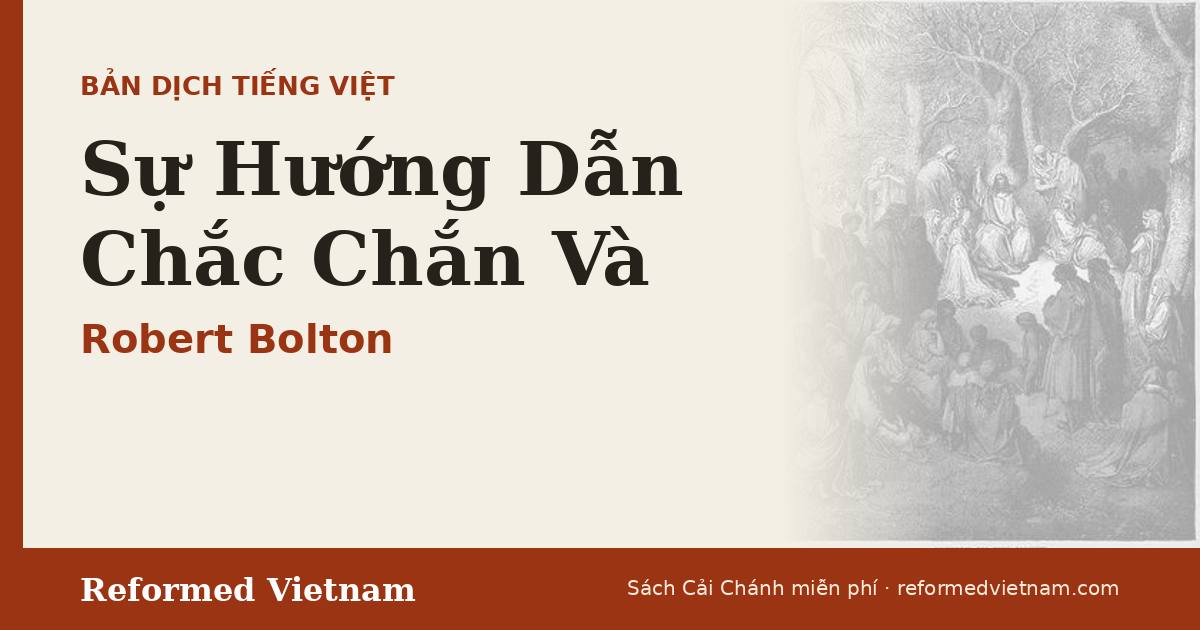 BẢN DỊCH TIẾNG VIỆT
Sự Hướng Dẫn
Chắc Chắn Và
Robert Bolton
Reformed Vietnam
Sách Cải Chánh miễn phí · reformedvietnam.com